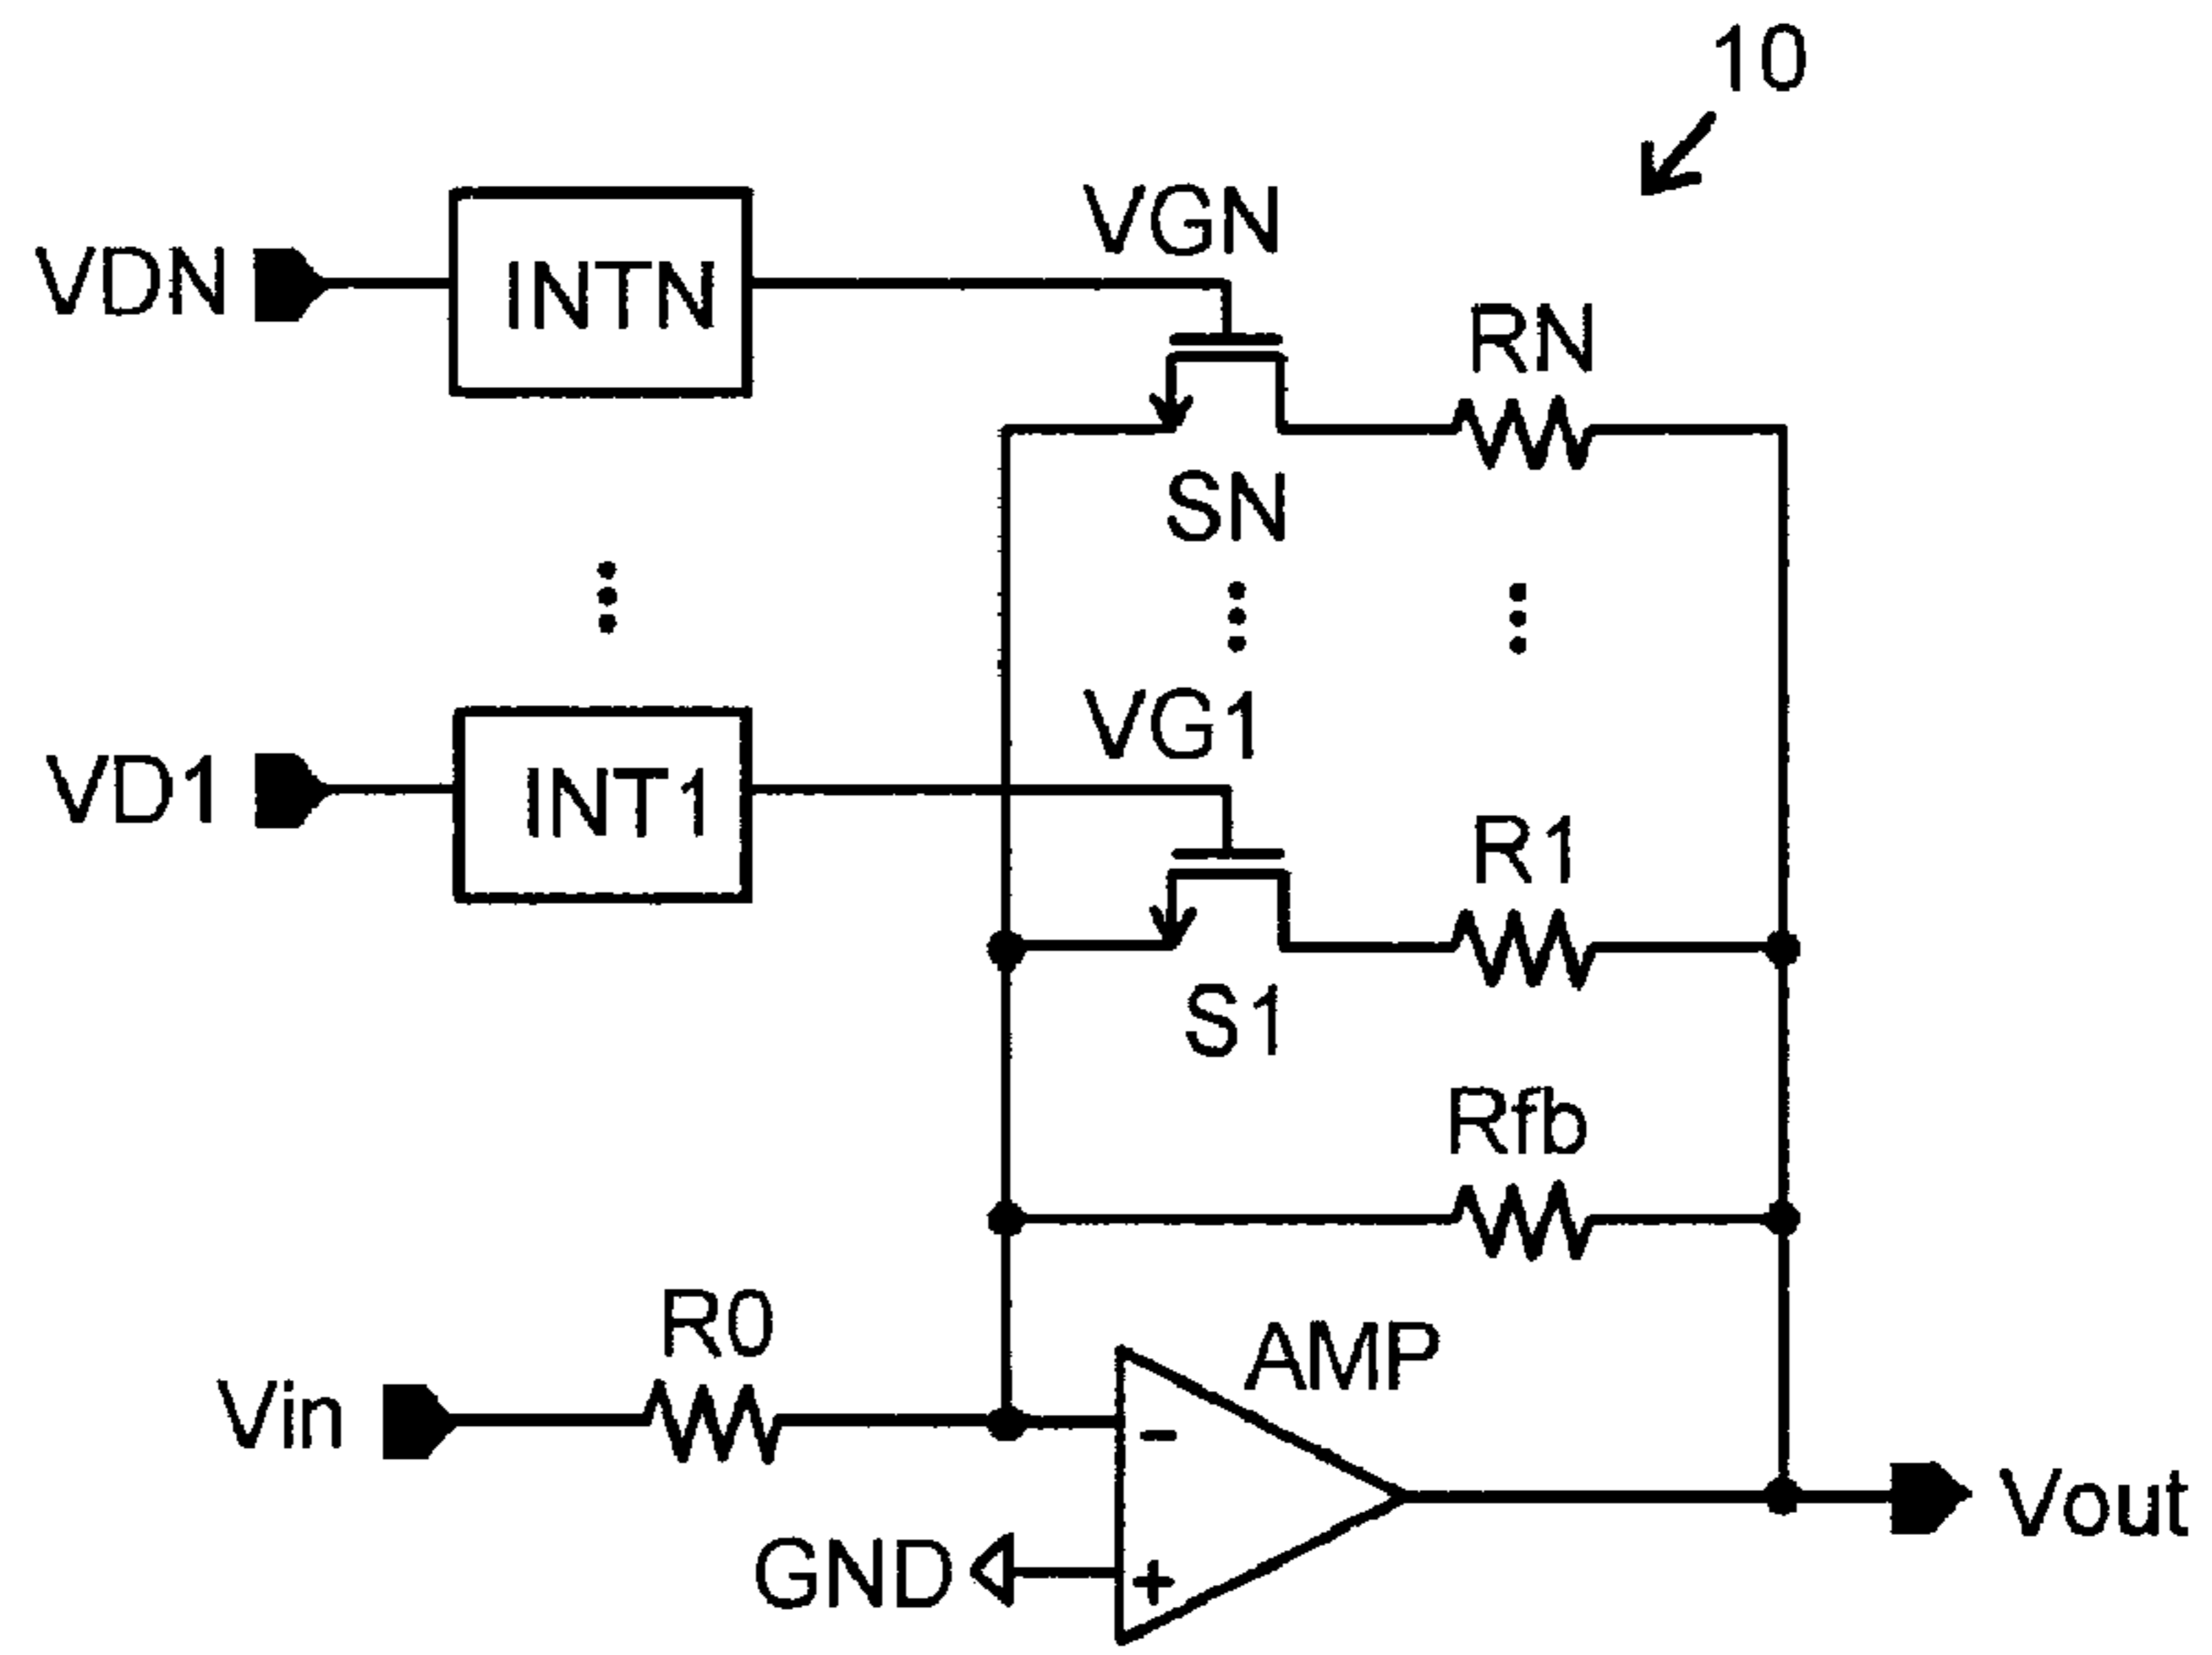 10
VGN
VDN
INTN
RN
SN
VG1
VD1
INT1
R1
S1
Rfb
R0
AMP
Vin
-
Vout
GND
+